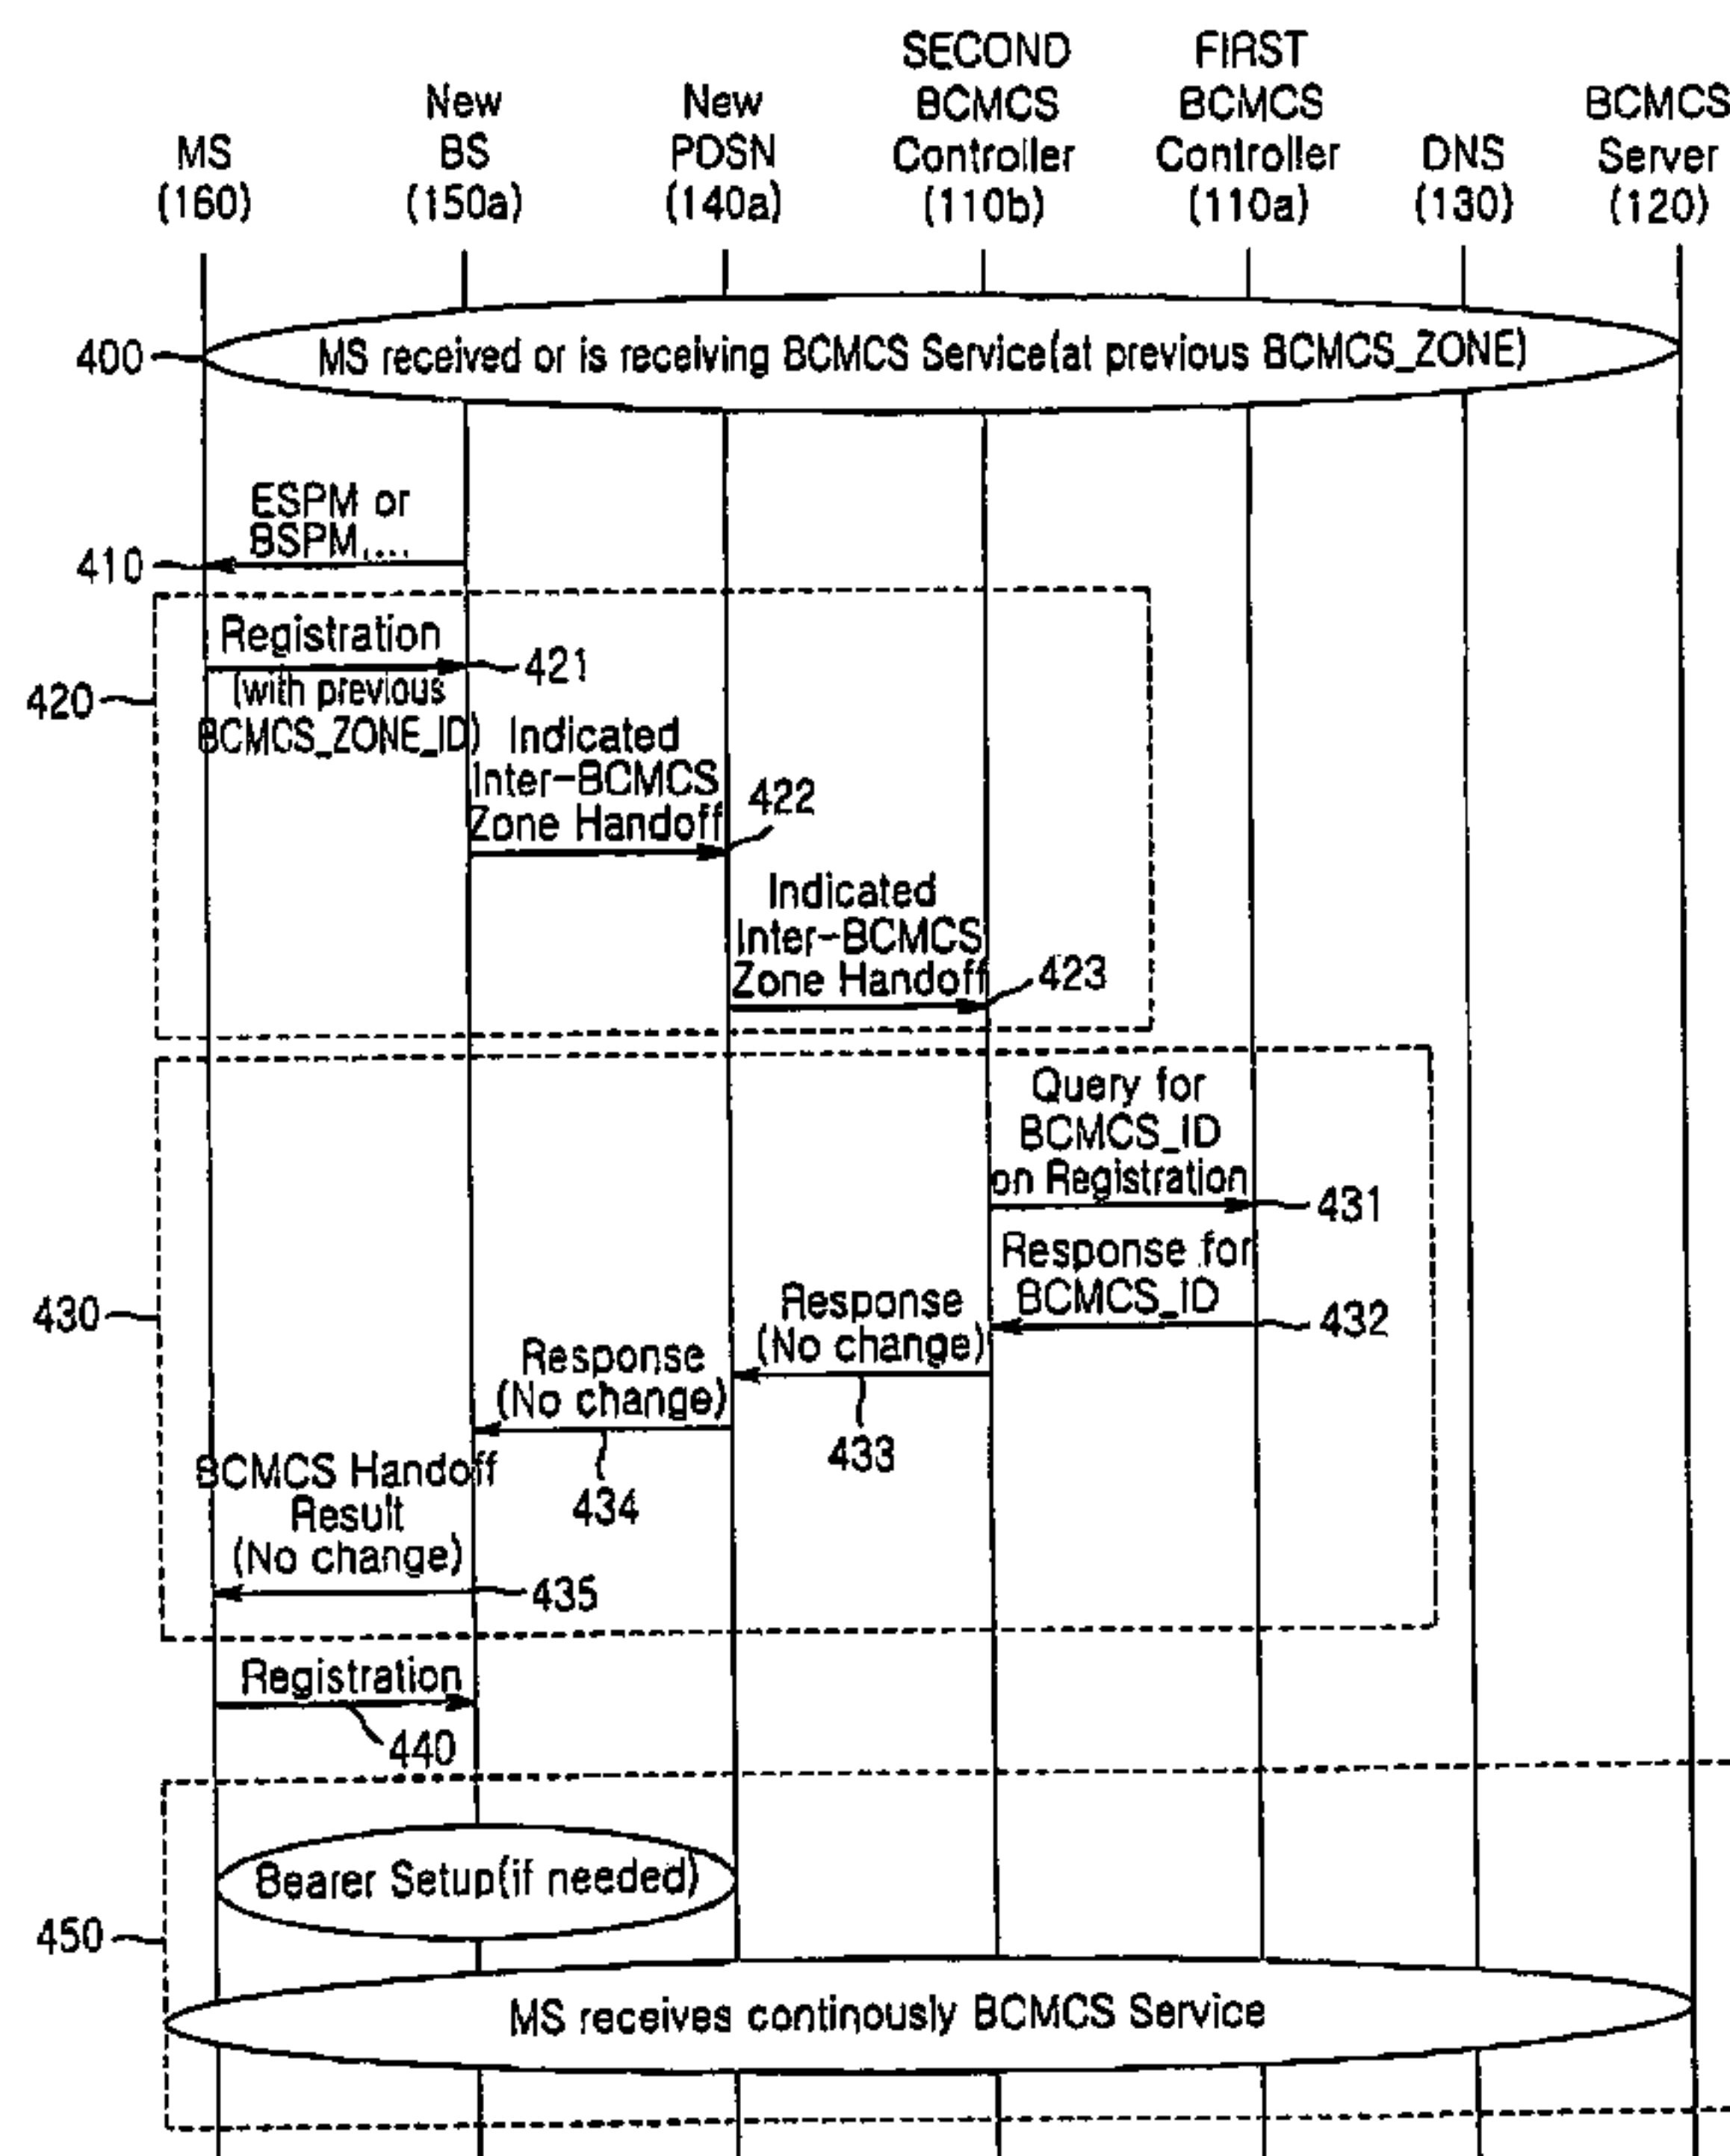 MS
(160)
New
BS
(150a)
New
PDSN
(140a)
SECOND
BCMCS
Controller
(110b)
FIRST
BCMCS
Controller
(110a)
DNS
(130)
BCMCS
Server
(120)
400
MS received or is receiving BCMCS Service(at previous BCMCS_ZONE)
ESPM or
BSPM....
410
420
Registration
421
(with previous
BCMCS_ZONE_ID)
Indicated
Inter-BCMCS
Zone Handoff
422
Indicated
Inter-BCMCS
Zone Handoff
423
430
Query for
BCMCS_ID
on Registration
431
Response for
BCMCS_ID
432
Response
(No change)
433
Response
(No change)
434
BCMCS Handoff
Result
(No change)
435
Registration
440
450
Bearer Setup(if needed)
MS receives continously BCMCS Service